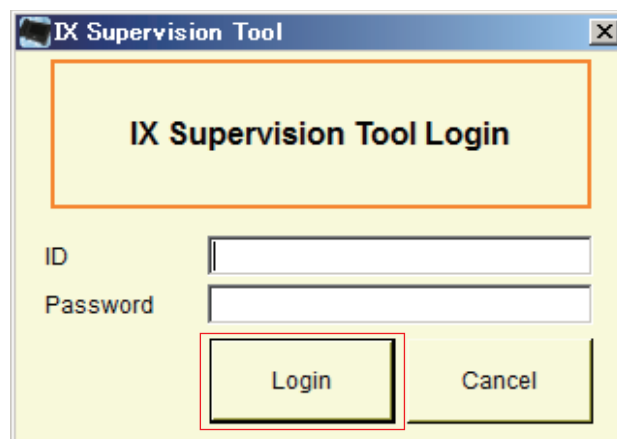 IX Supervision Tool
IX Supervision Tool Login
ID
Password
Login Cancel